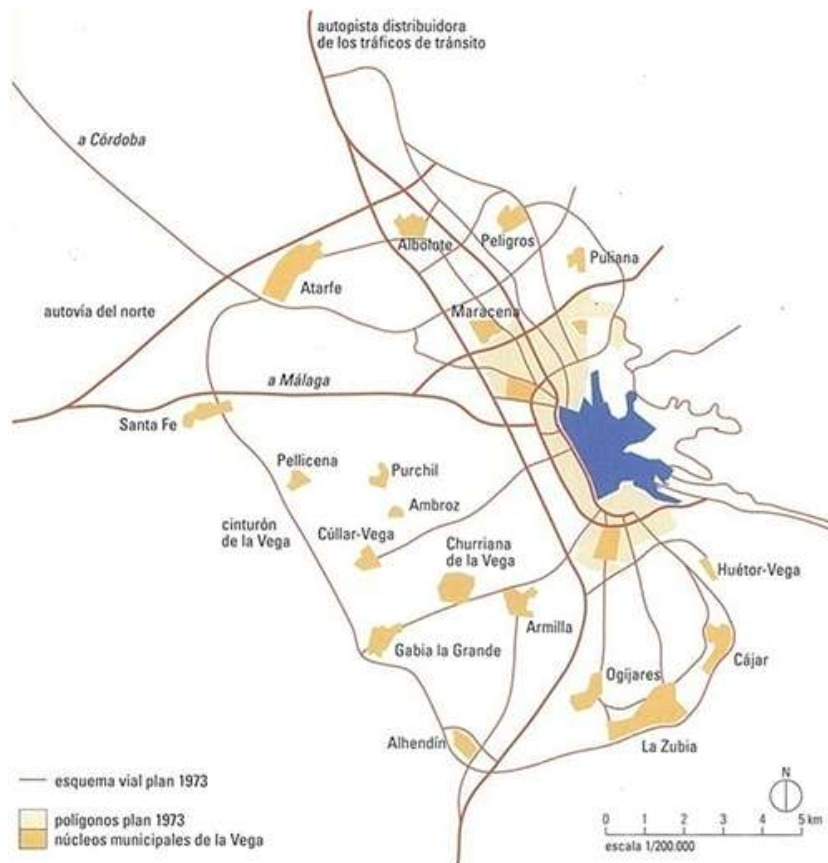 autopista distribuidora
de los tráficos de tránsito
a Córdoba
Albolote
Peligros
Puliana
Atarfe
autovía del norte
Maracena
a Málaga
Santa Fe
Pellicena
Purchil
Ambroz
cinturón
de la Vega
Cúllar-Vega
Churriana
de la Vega
Huétor-Vega
Armilla
Gabia la Grande
Cájar
Ogíjares
Alhendín
La Zubia
esquema vial plan 1973
polígonos plan 1973
núcleos municipales de la Vega
N
0 1 2 3 4 5 km
escala 1/200.000